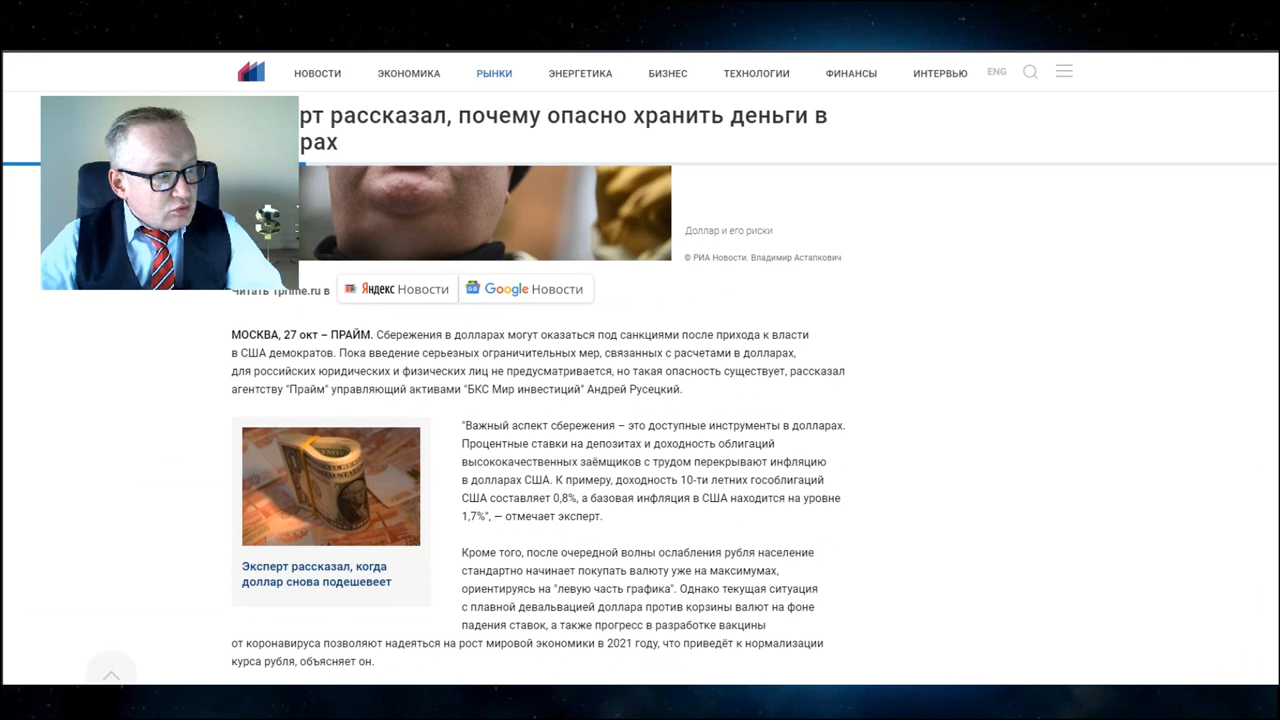 НОВОСТИ ЭКОНОМИКА РЫНКИ ЭНЕРГЕТИКА БИЗНЕС ТЕХНОЛОГИИ ФИНАНСЫ ИНТЕРВЬЮ ENG
рт рассказал, почему опасно хранить деньги в
рах
Доллар и его риски
© РИА Новости. Владимир Астапкович
Читать 1prime.ru в Яндекс Новости Google Новости
МОСКВА, 27 окт – ПРАЙМ. Сбережения в долларах могут оказаться под санкциями после прихода к власти
в США демократов. Пока введение серьезных ограничительных мер, связанных с расчетами в долларах,
для российских юридических и физических лиц не предусматривается, но такая опасность существует, рассказал
агентству "Прайм" управляющий активами "БКС Мир инвестиций" Андрей Русецкий.
"Важный аспект сбережения – это доступные инструменты в долларах.
Процентные ставки на депозитах и доходность облигаций
высококачественных заёмщиков с трудом перекрывают инфляцию
в долларах США. К примеру, доходность 10-ти летних гособлигаций
США составляет 0,8%, а базовая инфляция в США находится на уровне
1,7%", — отмечает эксперт.
Эксперт рассказал, когда
доллар снова подешевеет
Кроме того, после очередной волны ослабления рубля население
стандартно начинает покупать валюту уже на максимумах,
ориентируясь на "левую часть графика". Однако текущая ситуация
с плавной девальвацией доллара против корзины валют на фоне
падения ставок, а также прогресс в разработке вакцины
от коронавируса позволяют надеяться на рост мировой экономики в 2021 году, что приведёт к нормализации
курса рубля, объясняет он.